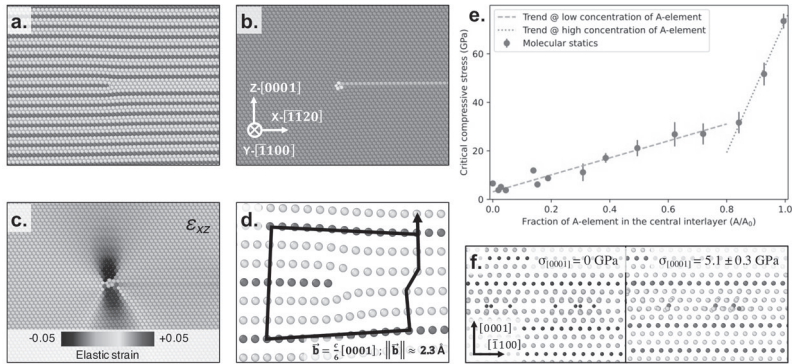 a.
b.
Z-[0001]
X-[1̅1̅20]
Y-[1̅100]
c.
ε_xz
-0.05
+0.05
Elastic strain
d.
b⃗ = [0001] ; ‖b⃗‖ ≈ 2.3 Å
e.
Trend @ low concentration of A-element
Trend @ high concentration of A-element
Molecular statics
Critical compressive stress (GPa)
60
40
20
0
0.0 0.2 0.4 0.6 0.8 1.0
Fraction of A-element in the central interlayer (A/A₀)
f.
σ[0001] = 0 GPa
σ[0001] = 5.1 ± 0.3 GPa
[0001]
[1̅100]